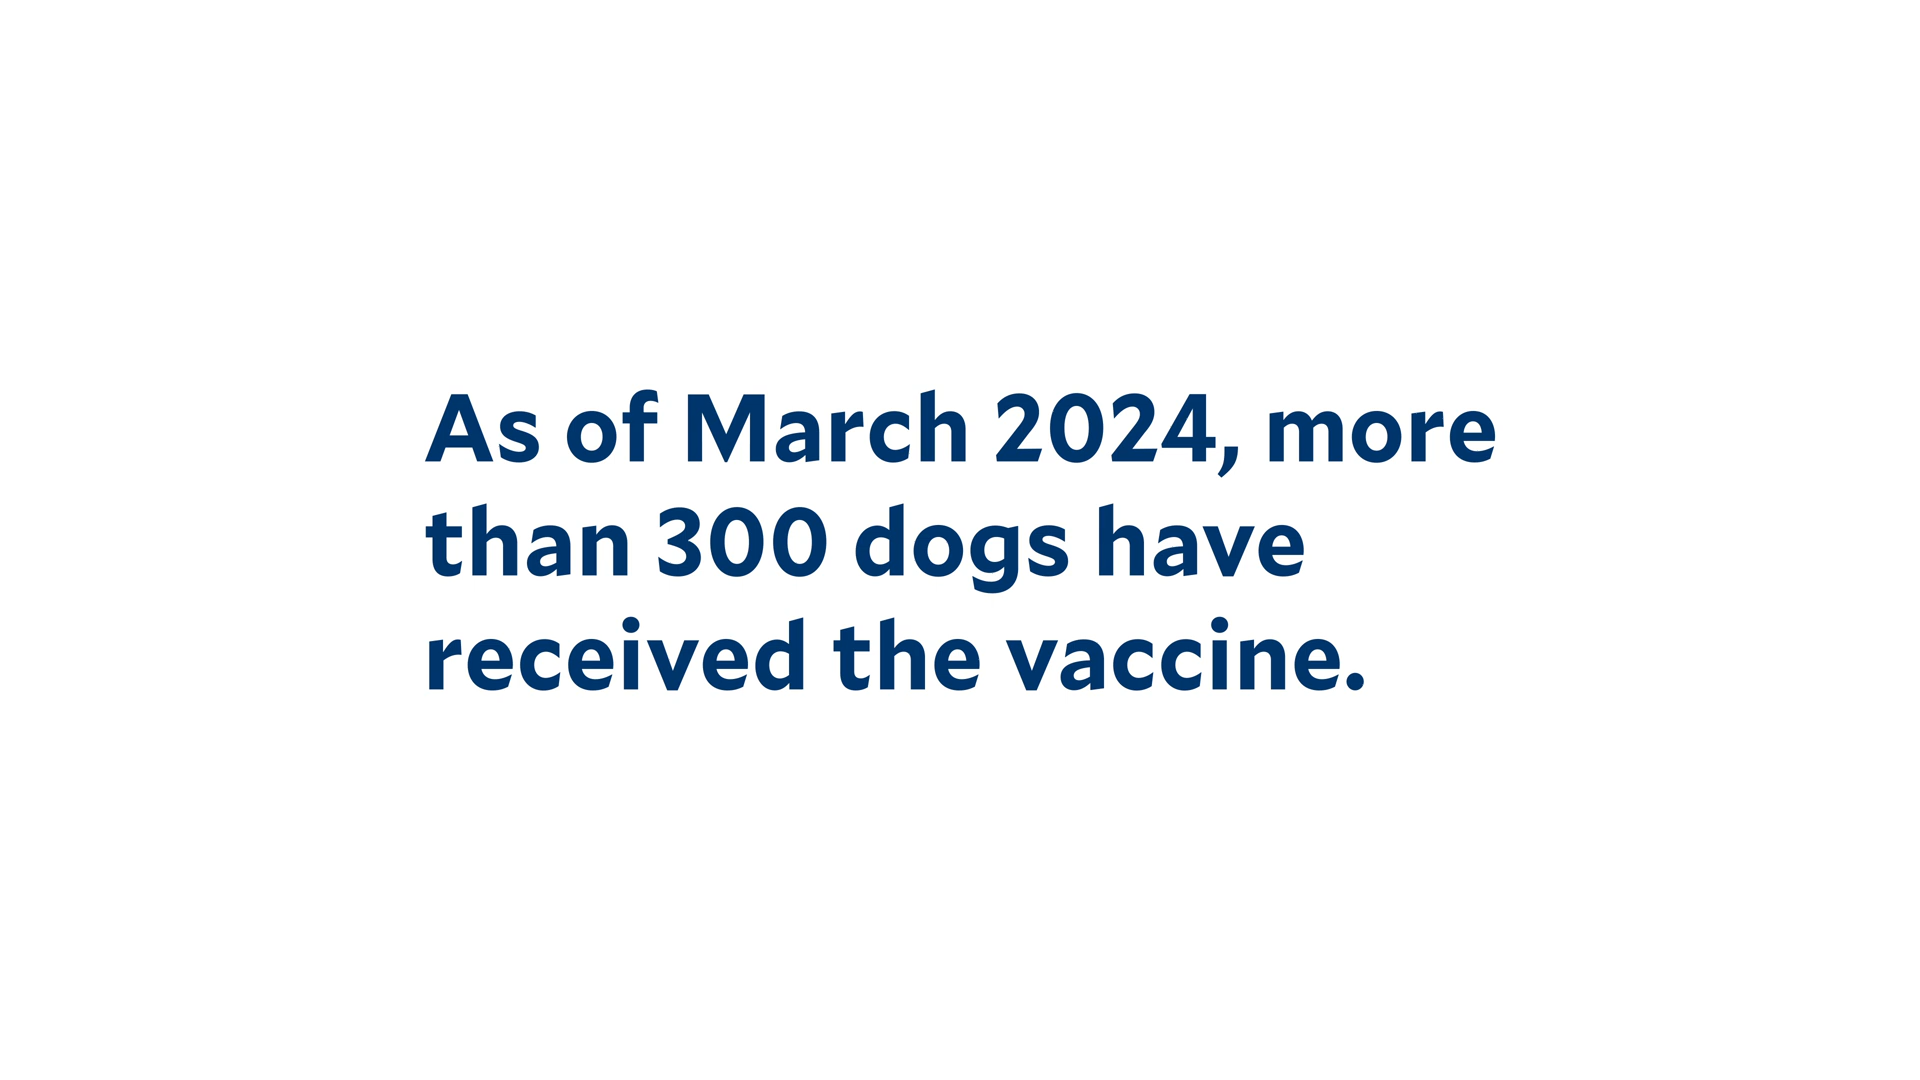 As of March 2024, more
than 300 dogs have
received the vaccine.